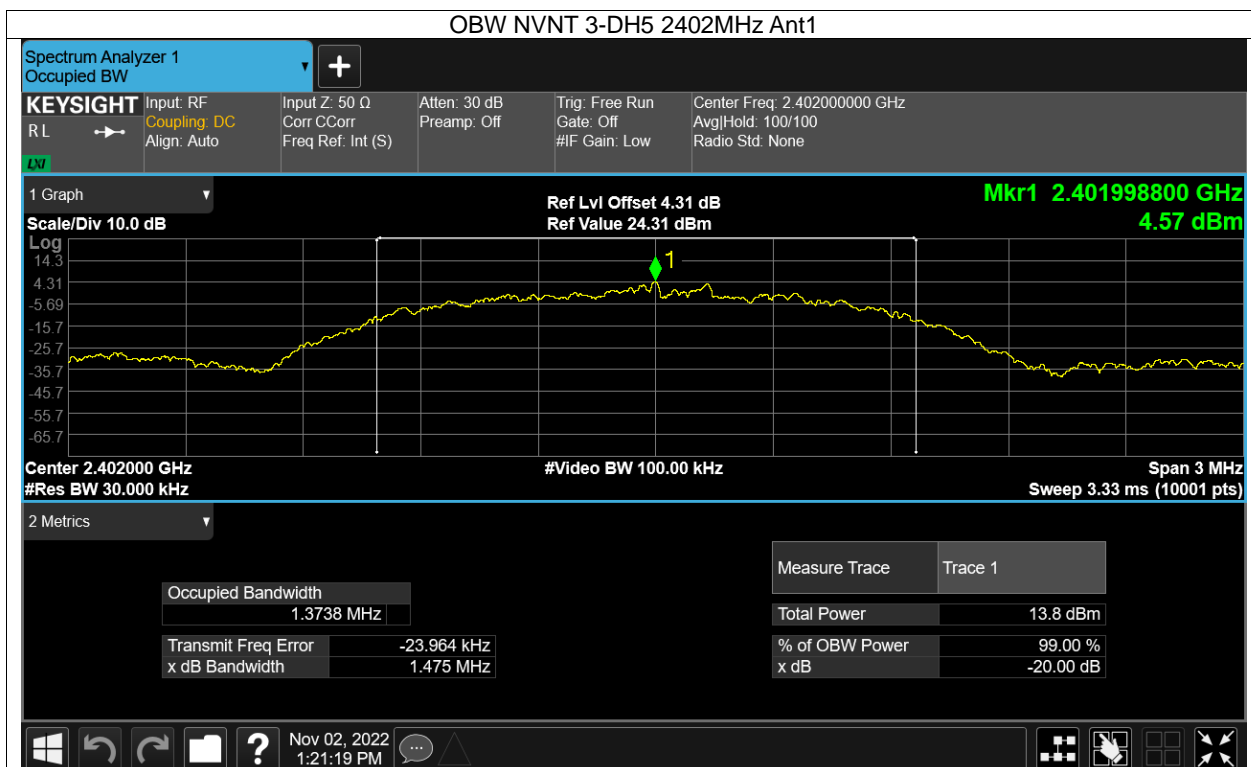 OBW NVNT 3-DH5 2402MHz Ant1
Spectrum Analyzer 1
Occupied BW
KEYSIGHT
R L
LXI
Input: RF
Coupling: DC
Align: Auto
Input Z: 50 Ω
Corr CCorr
Freq Ref: Int (S)
Atten: 30 dB
Preamp: Off
Trig: Free Run
Gate: Off
#IF Gain: Low
Center Freq: 2.402000000 GHz
Avg|Hold: 100/100
Radio Std: None
1 Graph
Scale/Div 10.0 dB
Ref Lvl Offset 4.31 dB
Ref Value 24.31 dBm
Mkr1 2.401998800 GHz
4.57 dBm
Log
14.3
4.31
-5.69
-15.7
-25.7
-35.7
-45.7
-55.7
-65.7
1
Center 2.402000 GHz
#Res BW 30.000 kHz
#Video BW 100.00 kHz
Span 3 MHz
Sweep 3.33 ms (10001 pts)
2 Metrics
Occupied Bandwidth
1.3738 MHz
Transmit Freq Error -23.964 kHz
x dB Bandwidth 1.475 MHz
Measure Trace Trace 1
Total Power 13.8 dBm
% of OBW Power 99.00 %
x dB -20.00 dB
?
Nov 02, 2022
1:21:19 PM